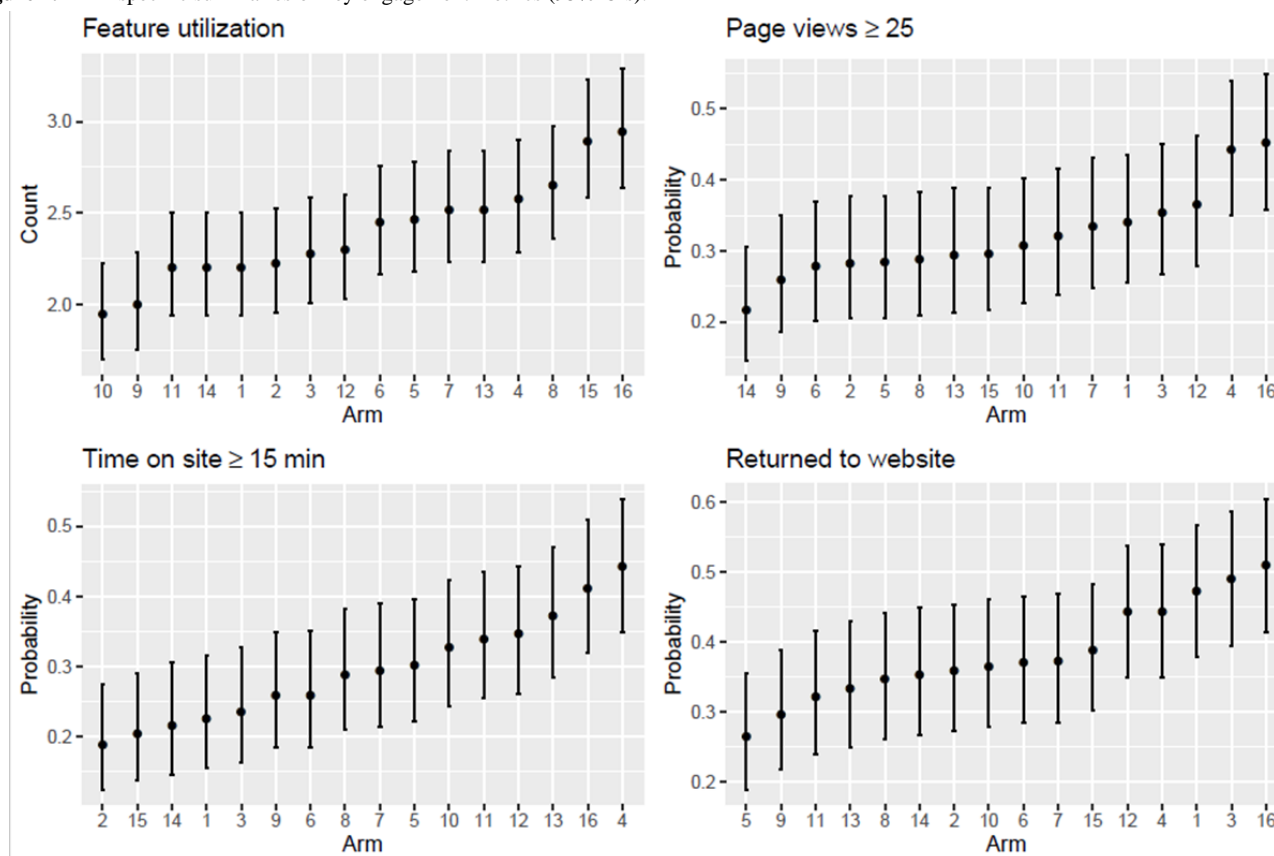 Feature utilization
3.0
2.5
2.0
Count
10 9 11 14 1 2 3 12 6 5 7 13 4 8 15 16
Arm
Page views ≥ 25
0.5
0.4
0.3
0.2
Probability
14 9 6 2 5 8 13 15 10 11 7 1 3 12 4 16
Arm
Time on site ≥ 15 min
0.5
0.4
0.3
0.2
Probability
2 15 14 1 3 9 6 8 7 5 10 11 12 13 16 4
Arm
Returned to website
0.6
0.5
0.4
0.3
0.2
Probability
5 9 11 13 8 14 2 10 6 7 15 12 4 1 3 16
Arm